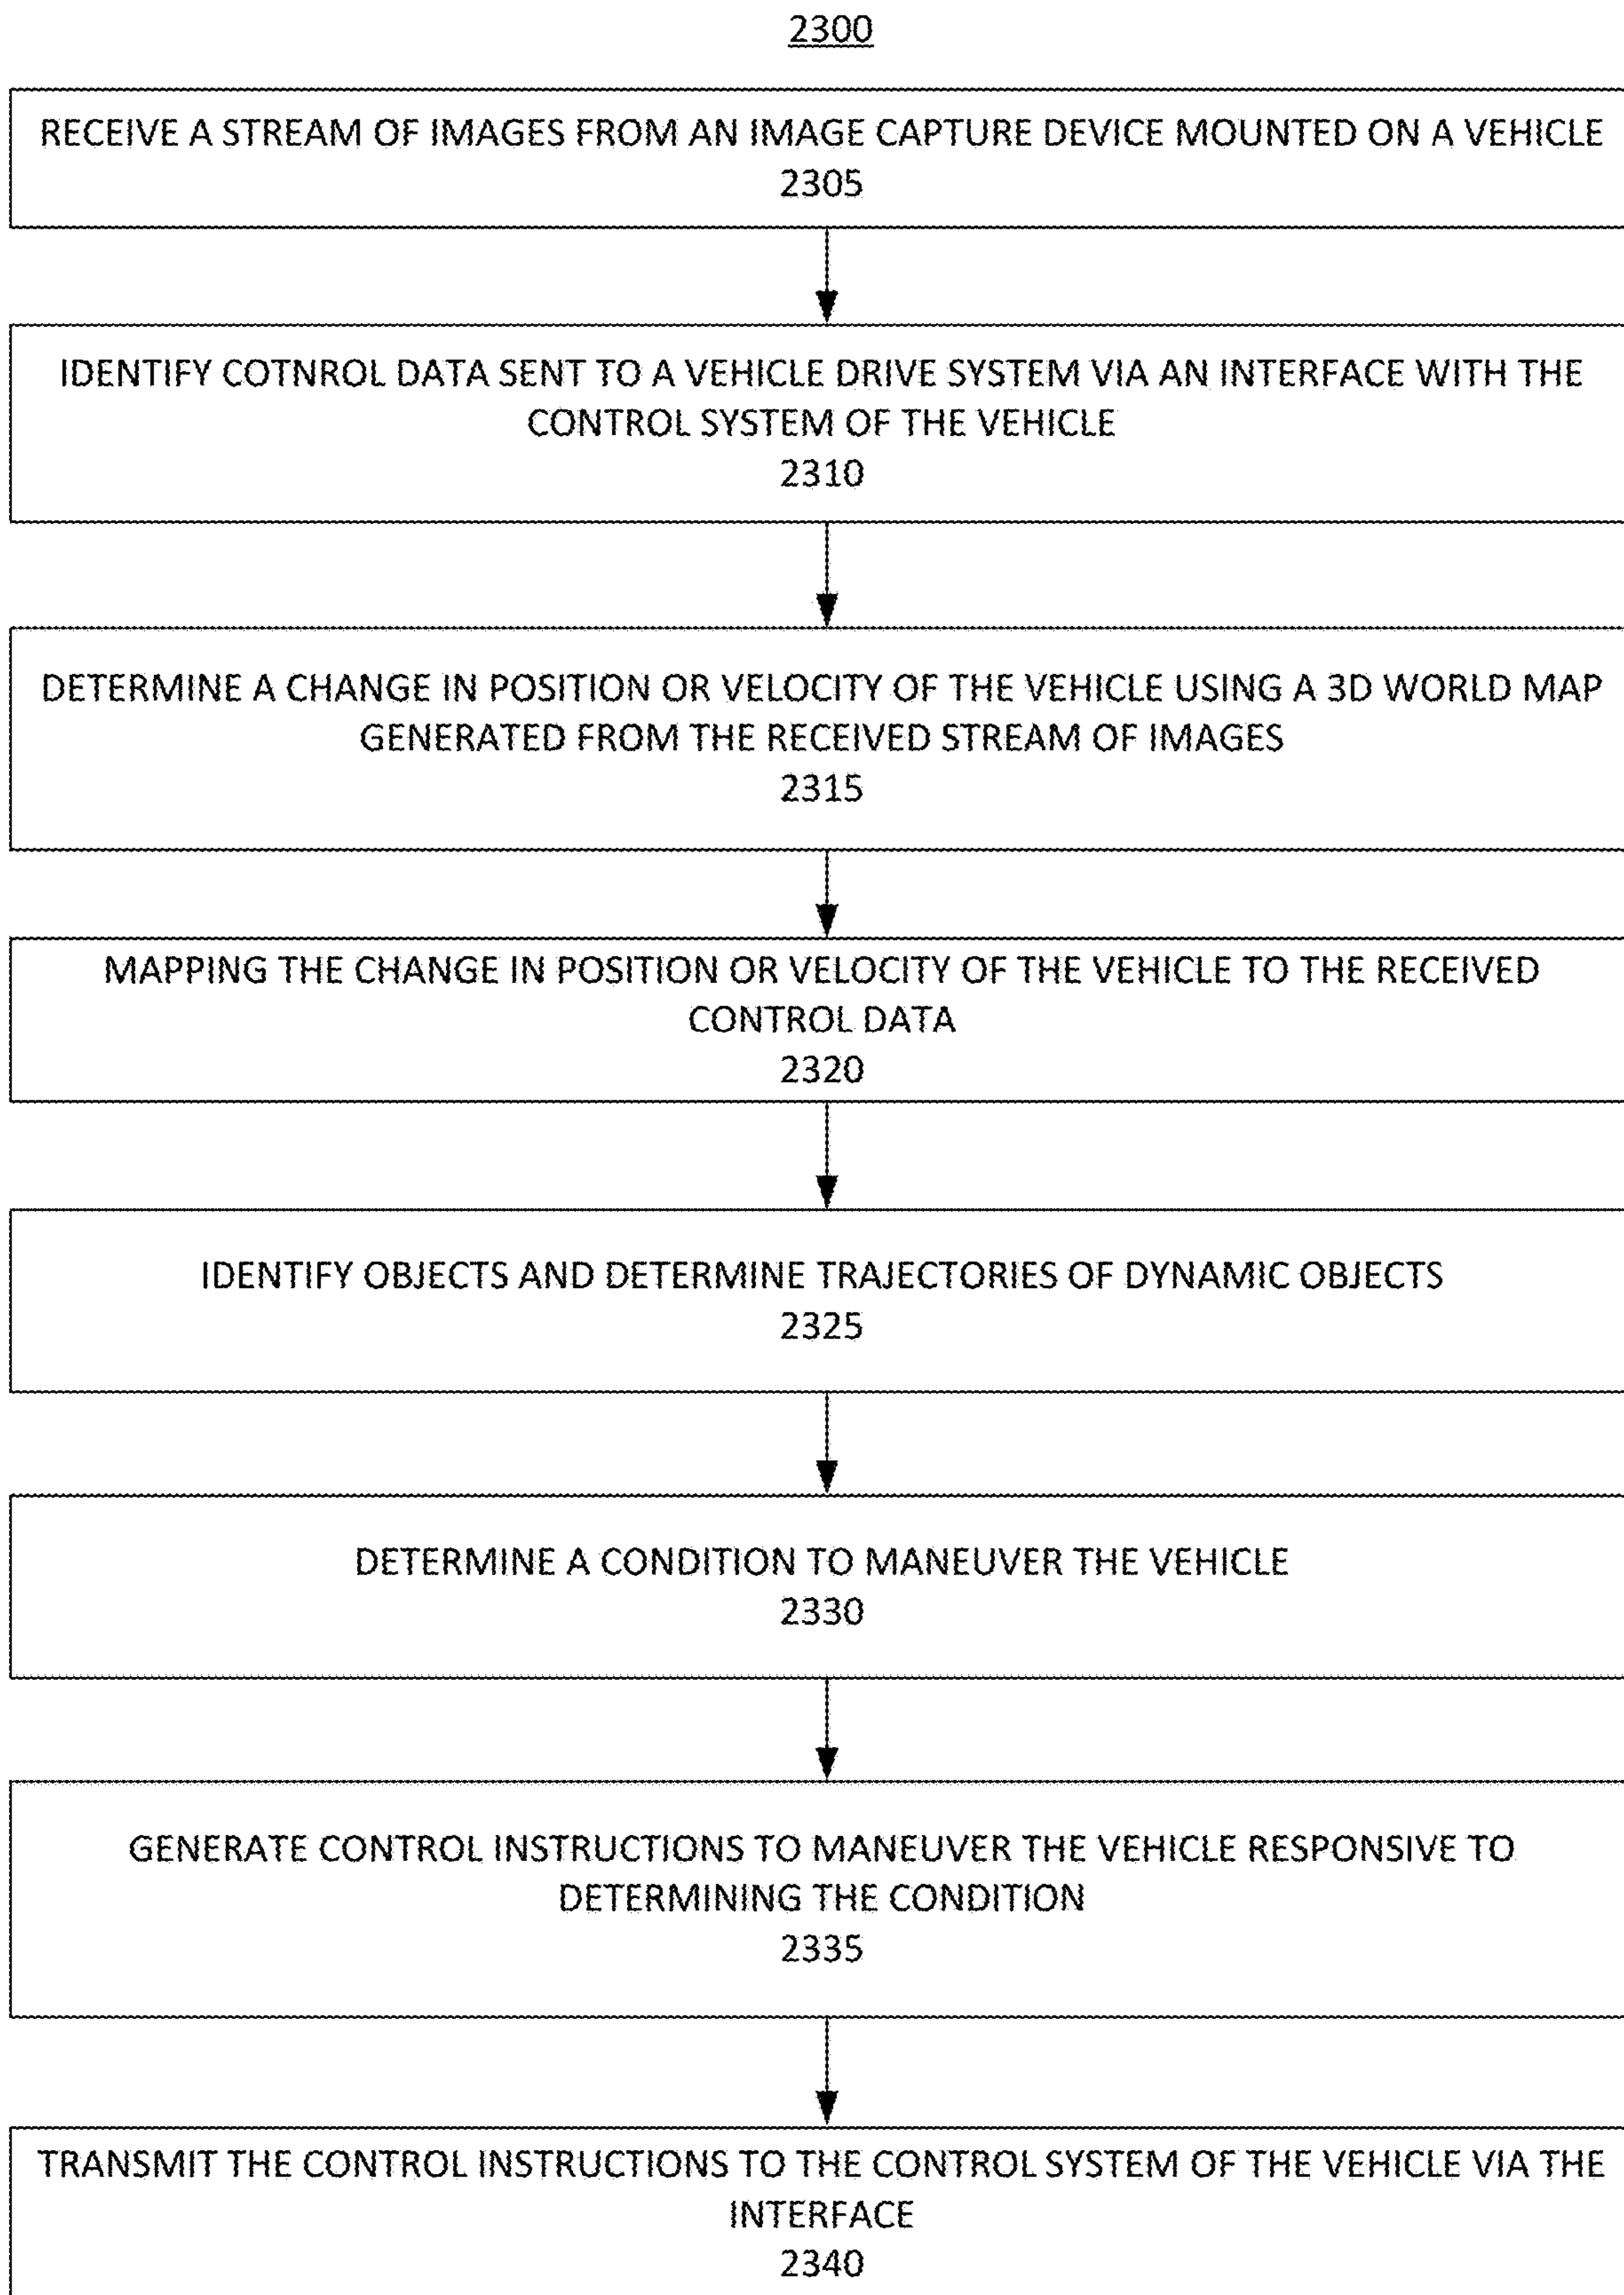 2300
RECEIVE A STREAM OF IMAGES FROM AN IMAGE CAPTURE DEVICE MOUNTED ON A VEHICLE
2305
IDENTIFY COTNROL DATA SENT TO A VEHICLE DRIVE SYSTEM VIA AN INTERFACE WITH THE
CONTROL SYSTEM OF THE VEHICLE
2310
DETERMINE A CHANGE IN POSITION OR VELOCITY OF THE VEHICLE USING A 3D WORLD MAP
GENERATED FROM THE RECEIVED STREAM OF IMAGES
2315
MAPPING THE CHANGE IN POSITION OR VELOCITY OF THE VEHICLE TO THE RECEIVED
CONTROL DATA
2320
IDENTIFY OBJECTS AND DETERMINE TRAJECTORIES OF DYNAMIC OBJECTS
2325
DETERMINE A CONDITION TO MANEUVER THE VEHICLE
2330
GENERATE CONTROL INSTRUCTIONS TO MANEUVER THE VEHICLE RESPONSIVE TO
DETERMINING THE CONDITION
2335
TRANSMIT THE CONTROL INSTRUCTIONS TO THE CONTROL SYSTEM OF THE VEHICLE VIA THE
INTERFACE
2340